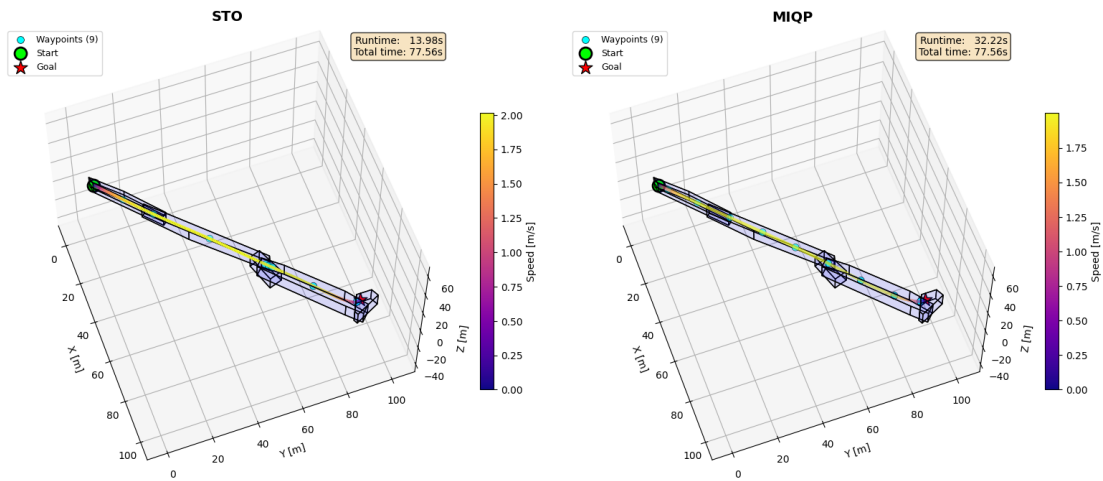 STO
Waypoints (9)
Start
Goal
Runtime: 13.98s
Total time: 77.56s
2.00
1.75
1.50
1.25
1.00
0.75
0.50
0.25
0.00
Speed [m/s]
0
20
40
60
80
100
X [m]
0
20
40
60
80
100
Y [m]
60
40
20
0
−20
−40
Z [m]
MIQP
Waypoints (9)
Start
Goal
Runtime: 32.22s
Total time: 77.56s
1.75
1.50
1.25
1.00
0.75
0.50
0.25
0.00
Speed [m/s]
0
20
40
60
80
100
X [m]
0
20
40
60
80
100
Y [m]
60
40
20
0
−20
−40
Z [m]